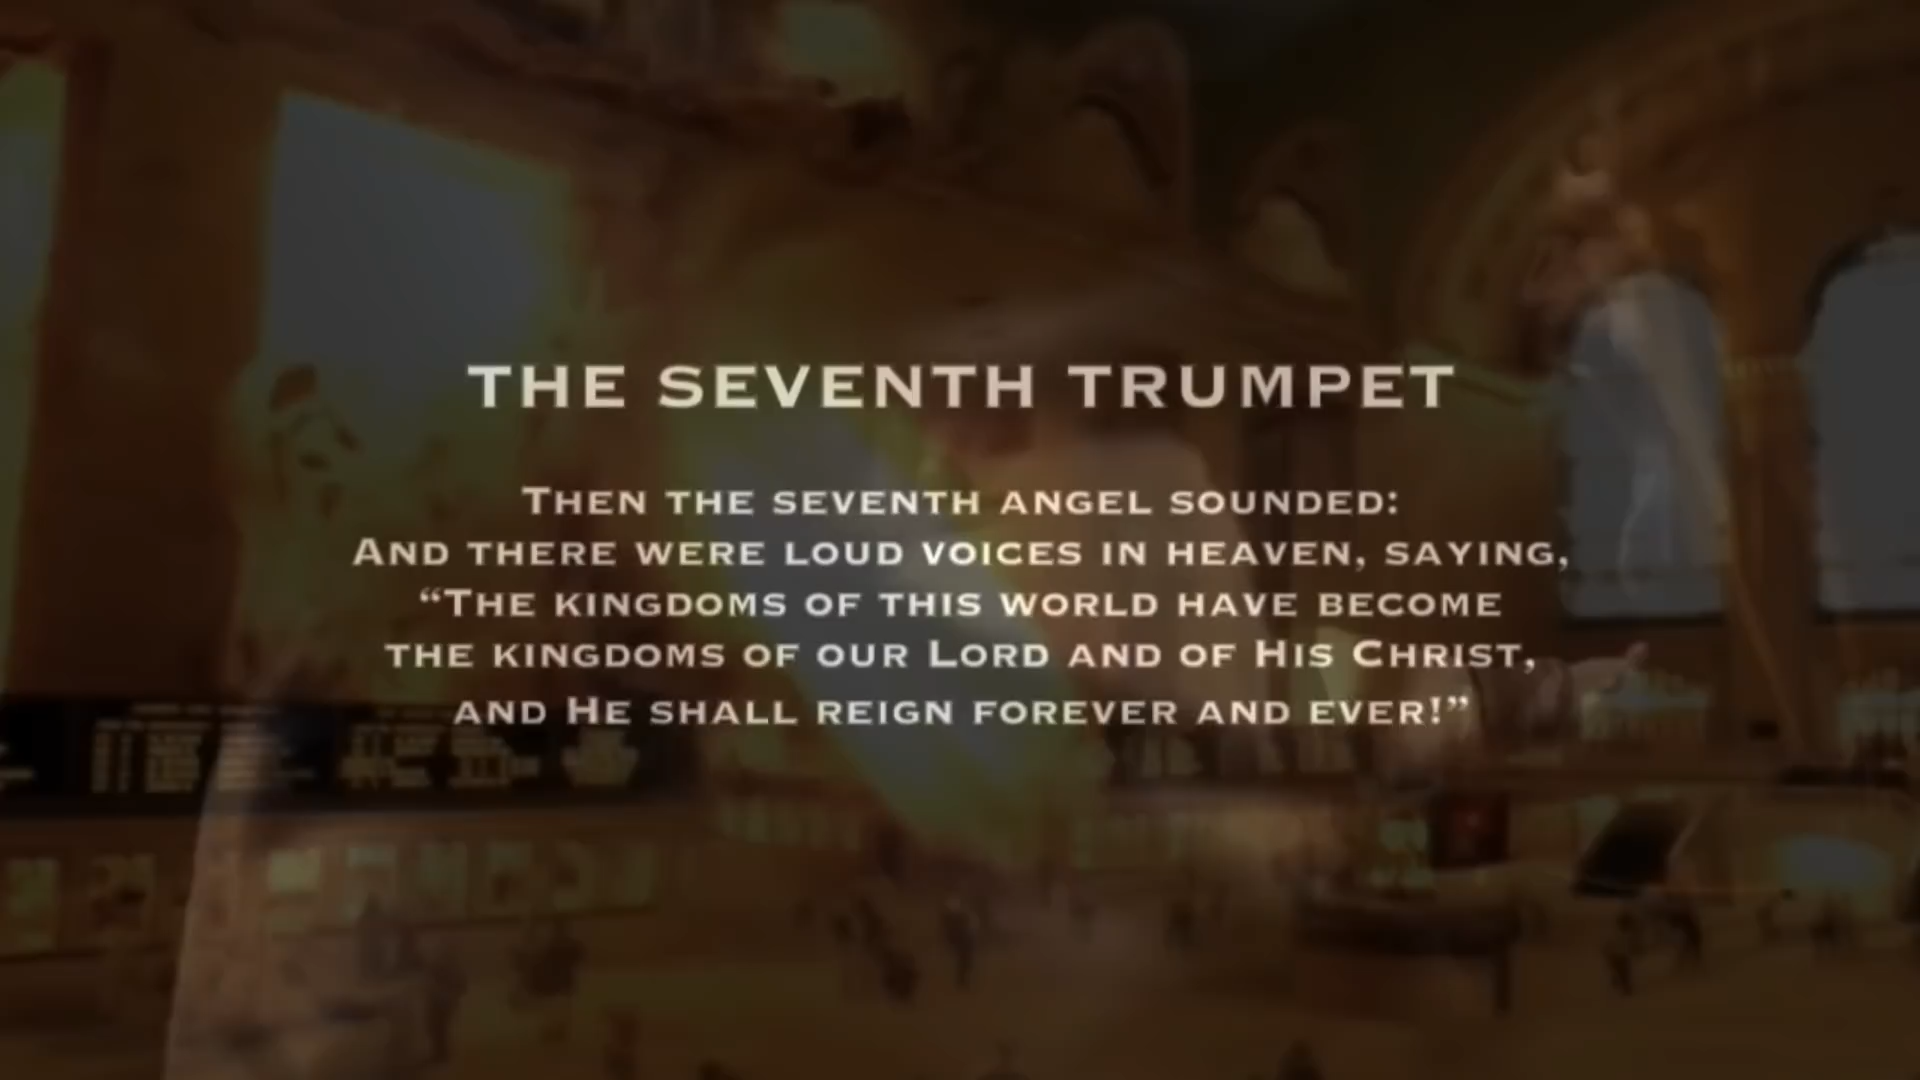 THE SEVENTH TRUMPET
THEN THE SEVENTH ANGEL SOUNDED:
AND THERE WERE LOUD VOICES IN HEAVEN, SAYING,
“THE KINGDOMS OF THIS WORLD HAVE BECOME
THE KINGDOMS OF OUR LORD AND OF HIS CHRIST,
AND HE SHALL REIGN FOREVER AND EVER!”